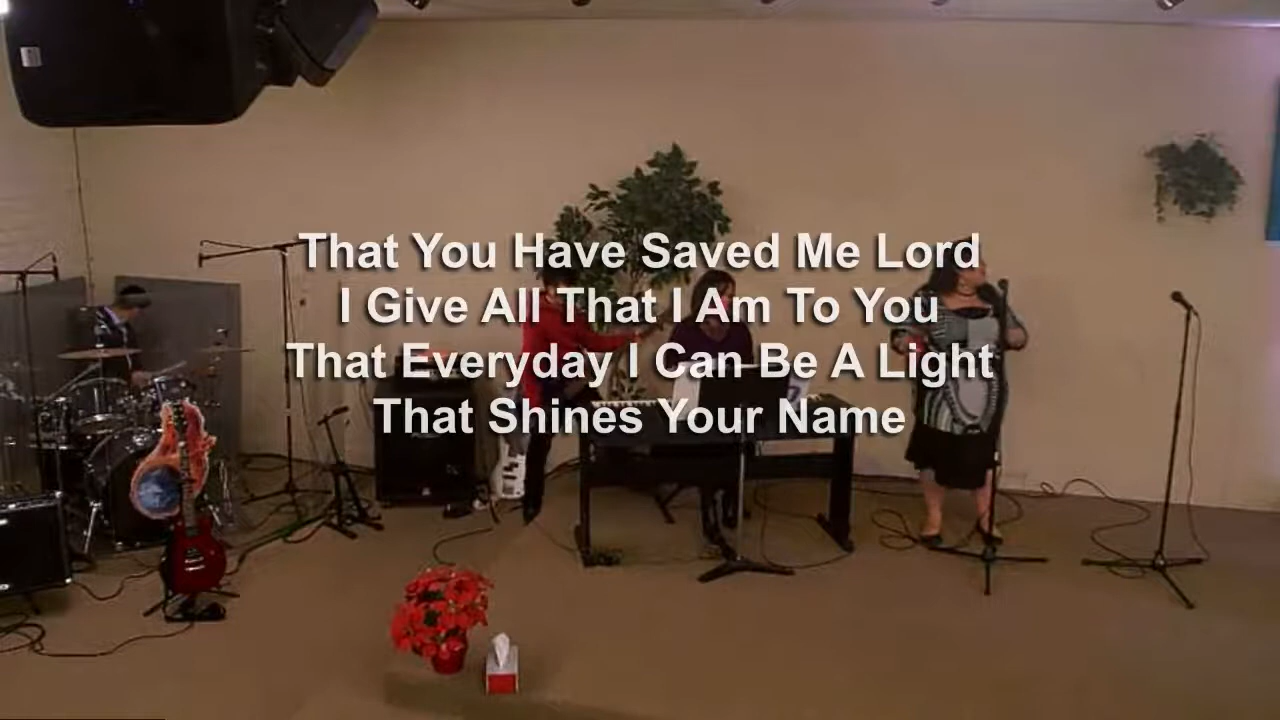 That You Have Saved Me Lord
I Give All That I Am To You
That Everyday I Can Be A Light
That Shines Your Name